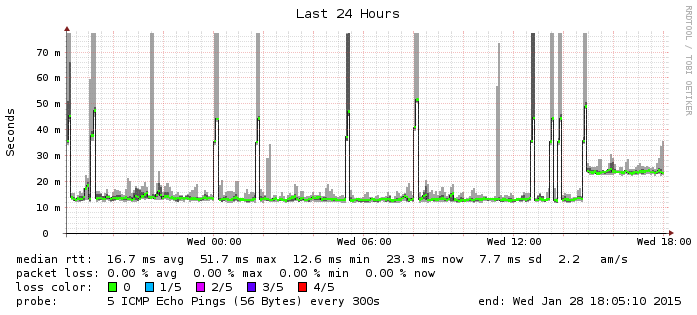 Last 24 Hours
RRDTOOL / TOBI OETIKER
Seconds
70 m
60 m
50 m
40 m
30 m
20 m
10 m
0
Wed 00:00 Wed 06:00 Wed 12:00 Wed 18:00
median rtt: 16.7 ms avg 51.7 ms max 12.6 ms min 23.3 ms now 7.7 ms sd 2.2 am/s
packet loss: 0.00 % avg 0.00 % max 0.00 % min 0.00 % now
loss color: 0 1/5 2/5 3/5 4/5
probe: 5 ICMP Echo Pings (56 Bytes) every 300s end: Wed Jan 28 18:05:10 2015